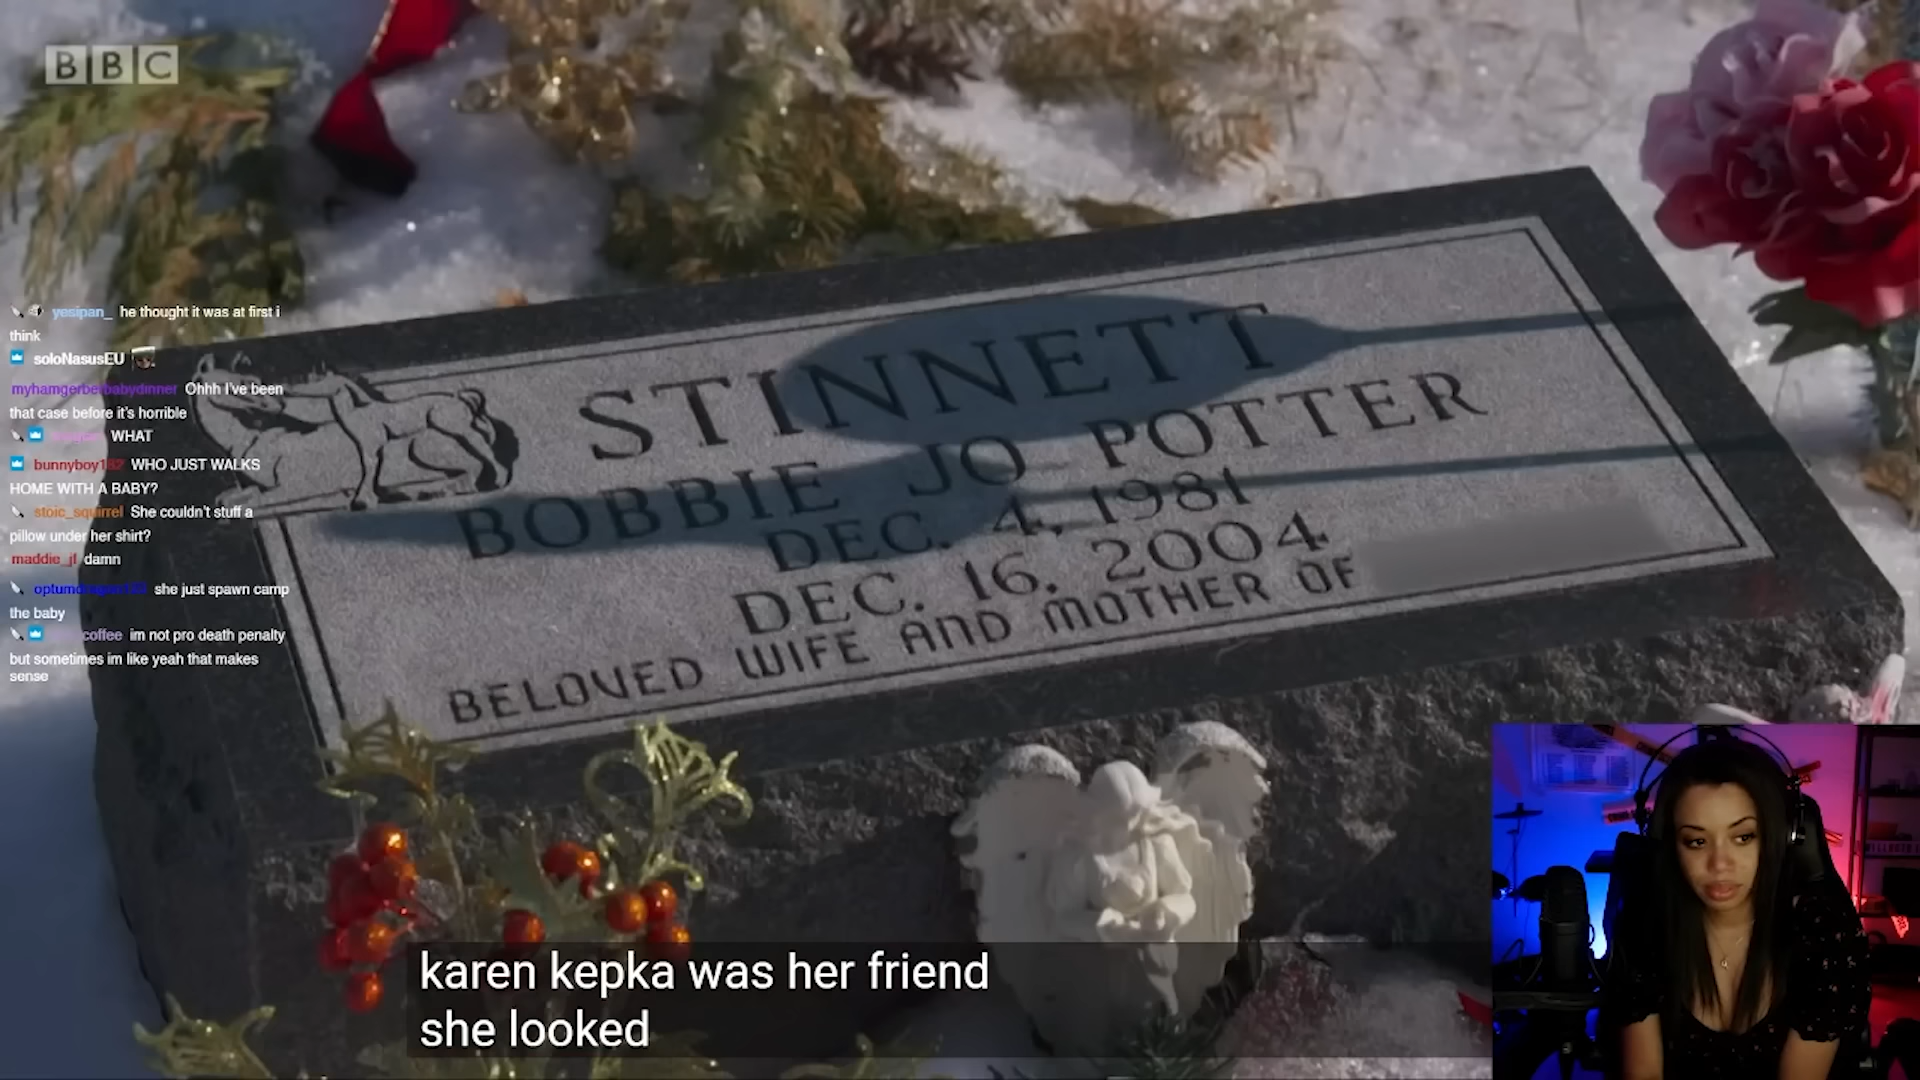 BBC
STINNETT
BOBBIE JO POTTER
DEC. 4, 1981
DEC. 16, 2004
BELOVED WIFE AND MOTHER OF
yesipan_ he thought it was at first i
think
soloNasusEU
myhamgerberbabydinner Ohhh I've been
that case before it's horrible
WHAT
bunnyboy132 WHO JUST WALKS
HOME WITH A BABY?
stoic_squirrel She couldn't stuff a
pillow under her shirt?
maddie_jf damn
she just spawn camp
the baby
coffee im not pro death penalty
but sometimes im like yeah that makes
sense
karen kepka was her friend
she looked